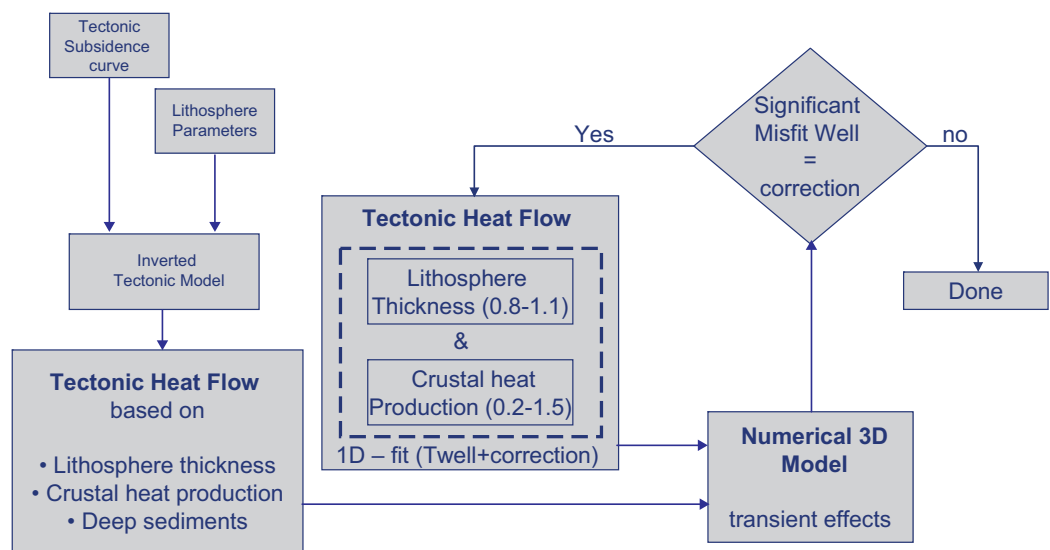 Tectonic
Subsidence
curve
Lithosphere
Parameters
Inverted
Tectonic Model
Tectonic Heat Flow
based on
• Lithosphere thickness
• Crustal heat production
• Deep sediments
Yes
Tectonic Heat Flow
Lithosphere
Thickness (0.8-1.1)
&
Crustal heat
Production (0.2-1.5)
1D – fit (Twell+correction)
Significant
Misfit Well
=
correction
no
Done
Numerical 3D
Model
transient effects